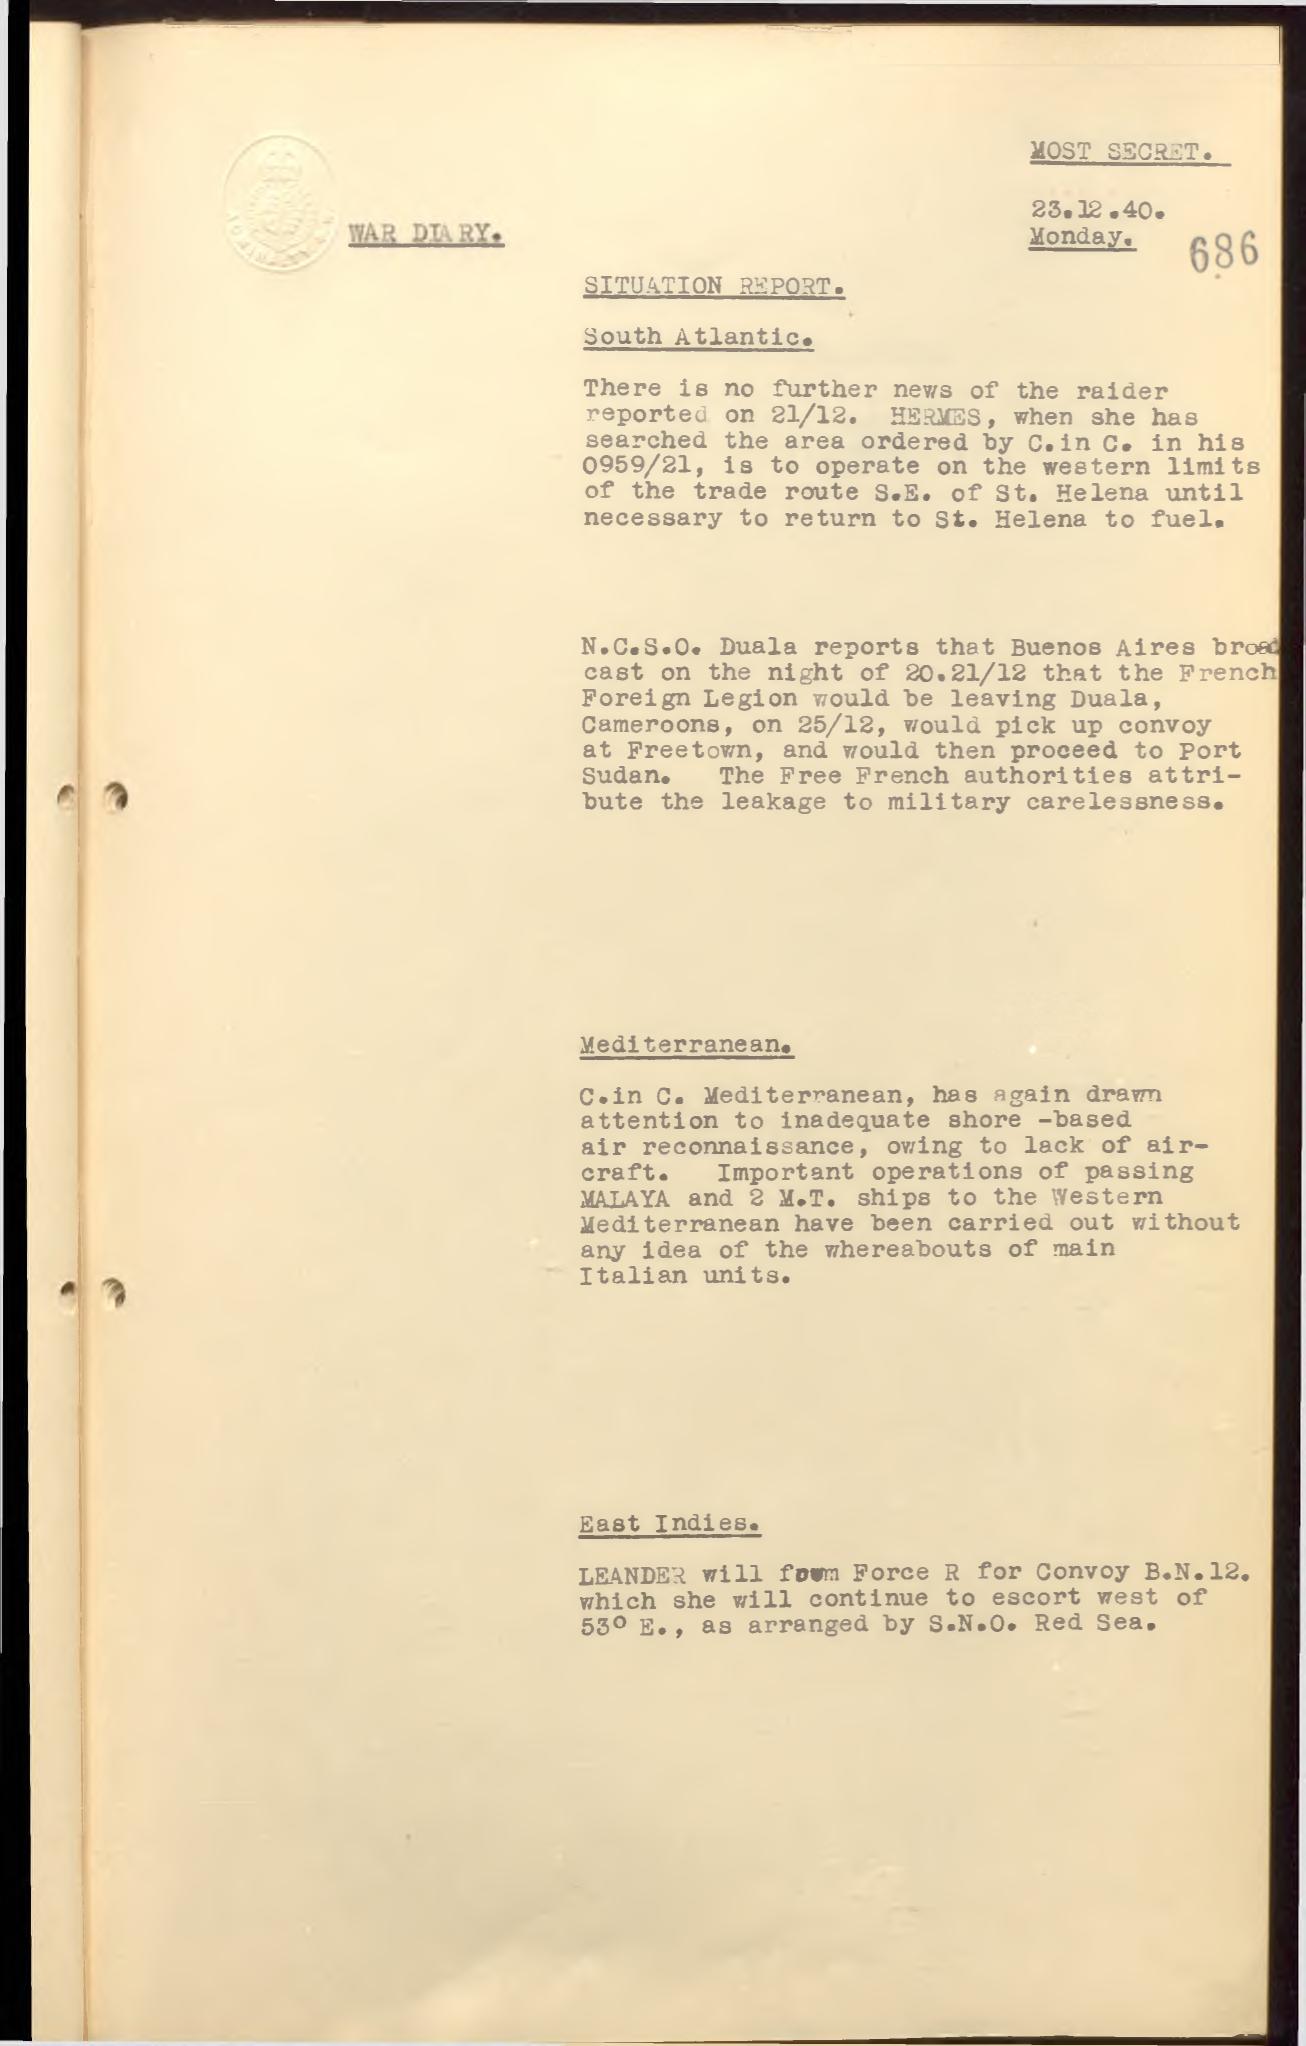 MOST SECRET.
23.12.40.
Monday.
686
WAR DIARY.
SITUATION REPORT.
South Atlantic.
There is no further news of the raider
reported on 21/12. HERMES, when she has
searched the area ordered by C.in C. in his
0959/21, is to operate on the western limits
of the trade route S.E. of St. Helena until
necessary to return to St. Helena to fuel.
N.C.S.O. Duala reports that Buenos Aires broad
cast on the night of 20.21/12 that the French
Foreign Legion would be leaving Duala,
Cameroons, on 25/12, would pick up convoy
at Freetown, and would then proceed to Port
Sudan. The Free French authorities attri-
bute the leakage to military carelessness.
Mediterranean.
C.in C. Mediterranean, has again drawn
attention to inadequate shore -based
air reconnaissance, owing to lack of air-
craft. Important operations of passing
MALAYA and 2 M.T. ships to the Western
Mediterranean have been carried out without
any idea of the whereabouts of main
Italian units.
East Indies.
LEANDER will form Force R for Convoy B.N.12.
which she will continue to escort west of
53° E., as arranged by S.N.O. Red Sea.